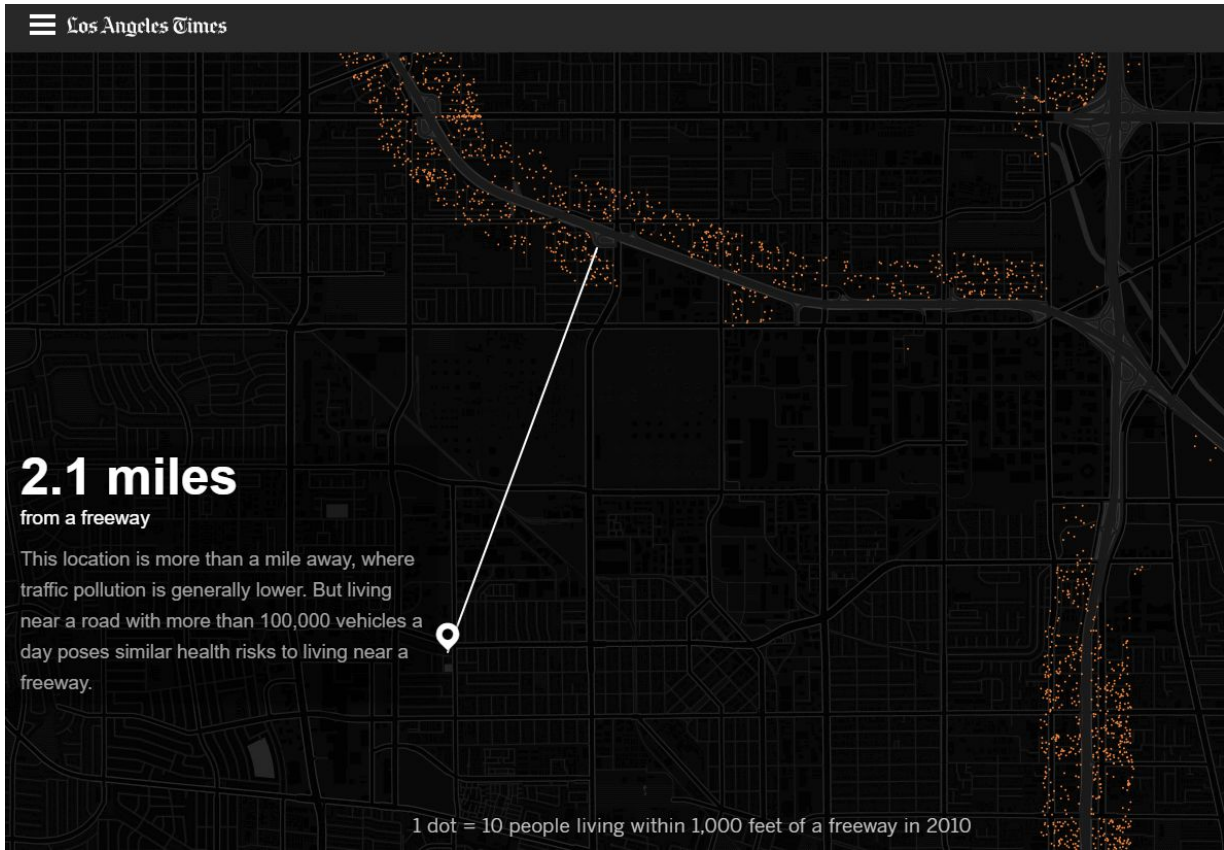 Los Angeles Times
2.1 miles
from a freeway
This location is more than a mile away, where
traffic pollution is generally lower. But living
near a road with more than 100,000 vehicles a
day poses similar health risks to living near a
freeway.
1 dot = 10 people living within 1,000 feet of a freeway in 2010